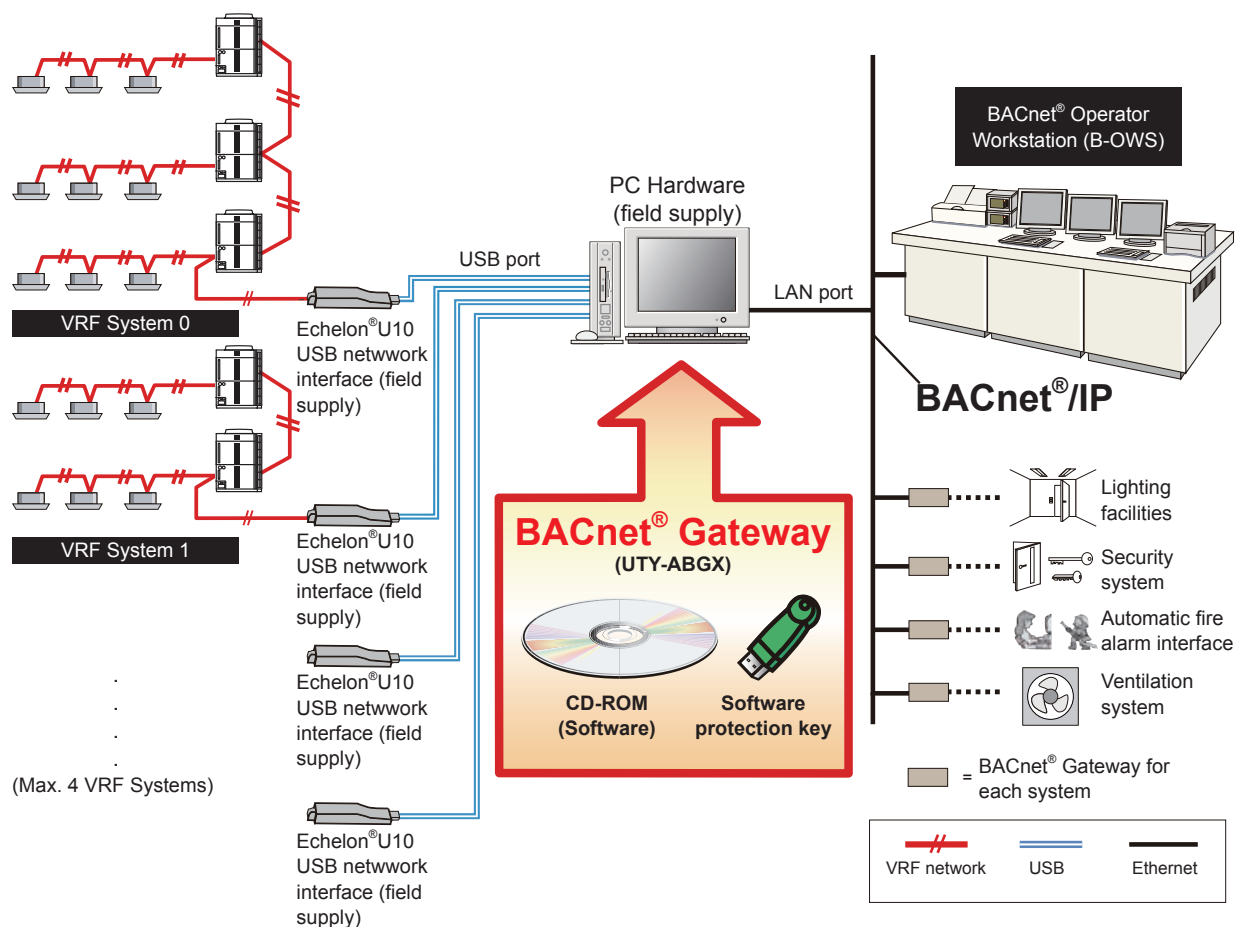 BACnet® Operator
Workstation (B-OWS)
PC Hardware
(field supply)
USB port
LAN port
VRF System 0
Echelon®U10
USB netwwork
interface (field
supply)
BACnet®/IP
VRF System 1
Echelon®U10
USB netwwork
interface (field
supply)
BACnet® Gateway
(UTY-ABGX)
CD-ROM
(Software)
Software
protection key
Lighting
facilities
Security
system
Automatic fire
alarm interface
Ventilation
system
Echelon®U10
USB netwwork
interface (field
supply)
.
.
.
.
(Max. 4 VRF Systems)
= BACnet® Gateway for
each system
Echelon®U10
USB netwwork
interface (field
supply)
VRF network
USB
Ethernet